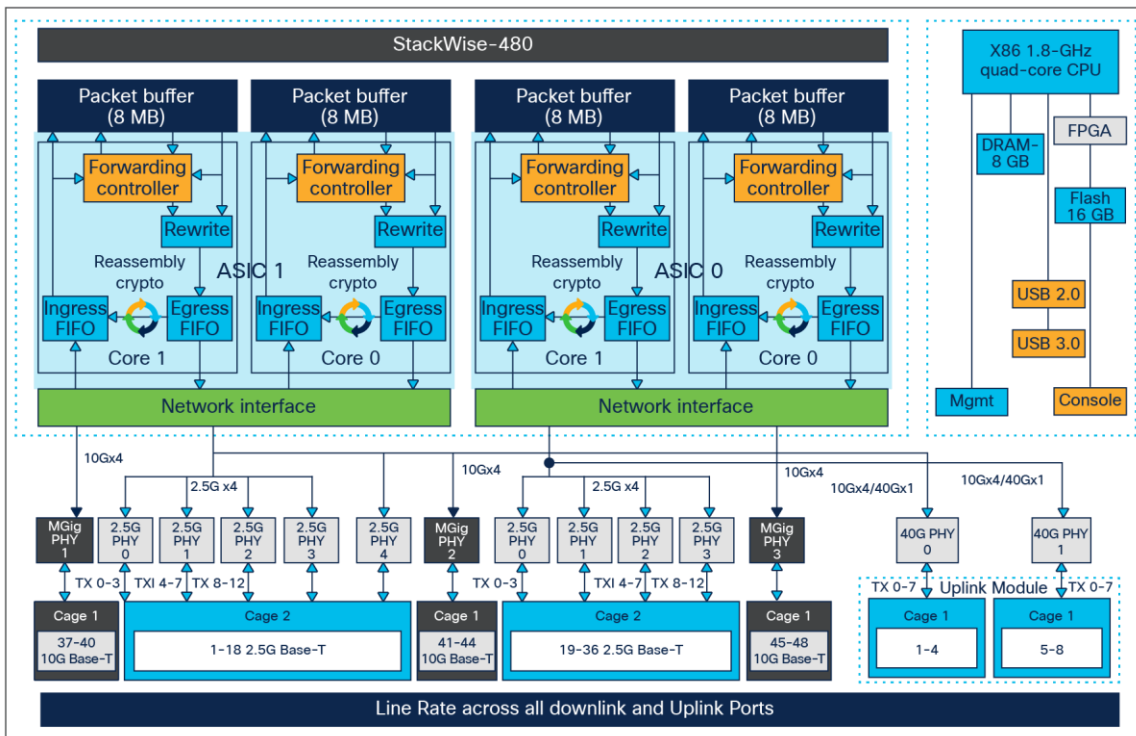 StackWise-480
Packet buffer
(8 MB)
Packet buffer
(8 MB)
Packet buffer
(8 MB)
Packet buffer
(8 MB)
Forwarding
controller
Forwarding
controller
Forwarding
controller
Forwarding
controller
Rewrite
Rewrite
Rewrite
Rewrite
Reassembly
crypto
ASIC 1
Reassembly
crypto
Reassembly
crypto
ASIC 0
Reassembly
crypto
Ingress
FIFO
Egress
FIFO
Ingress
FIFO
Egress
FIFO
Ingress
FIFO
Egress
FIFO
Ingress
FIFO
Egress
FIFO
Core 1
Core 0
Core 1
Core 0
Network interface
Network interface
X86 1.8-GHz
quad-core CPU
DRAM-
8 GB
FPGA
Flash
16 GB
USB 2.0
USB 3.0
Mgmt
Console
10Gx4
2.5G x4
10Gx4
10Gx4
2.5G x4
10Gx4
10Gx4/40Gx1
10Gx4/40Gx1
MGig
PHY
1
2.5G
PHY
0
2.5G
PHY
1
2.5G
PHY
2
2.5G
PHY
3
2.5G
PHY
4
MGig
PHY
2
2.5G
PHY
0
2.5G
PHY
1
2.5G
PHY
2
2.5G
PHY
3
MGig
PHY
3
40G PHY
0
40G PHY
1
TX 0-3
TXI 4-7
TX 8-12
TX 0-3
TXI 4-7
TX 8-12
TX 0-7
Uplink Module
TX 0-7
Cage 1
37-40
10G Base-T
Cage 2
1-18 2.5G Base-T
Cage 1
41-44
10G Base-T
Cage 2
19-36 2.5G Base-T
Cage 1
45-48
10G Base-T
Cage 1
1-4
Cage 1
5-8
Line Rate across all downlink and Uplink Ports